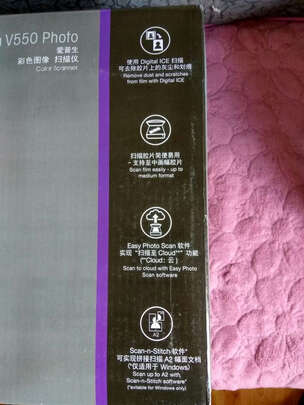 V550 Photo
爱普生
彩色图像 扫描仪
Color Scanner
使用 Digital ICE 扫描
可去除胶片上的灰尘和划痕
Remove dust and scratches
from film with Digital ICE
扫描胶片简便易用
- 支持至中画幅胶片
Scan film easily - up to
medium format
Easy Photo Scan 软件
实现“扫描至 Cloud**”功能
(**Cloud：云)
Scan to cloud with Easy Photo
Scan software
A2
Scan-n-Stitch 软件*
可实现拼接扫描 A2 幅面文档
(*仅适用于 Windows)
Scan up to A2 with
Scan-n-Stitch software*
(*available for Windows only)